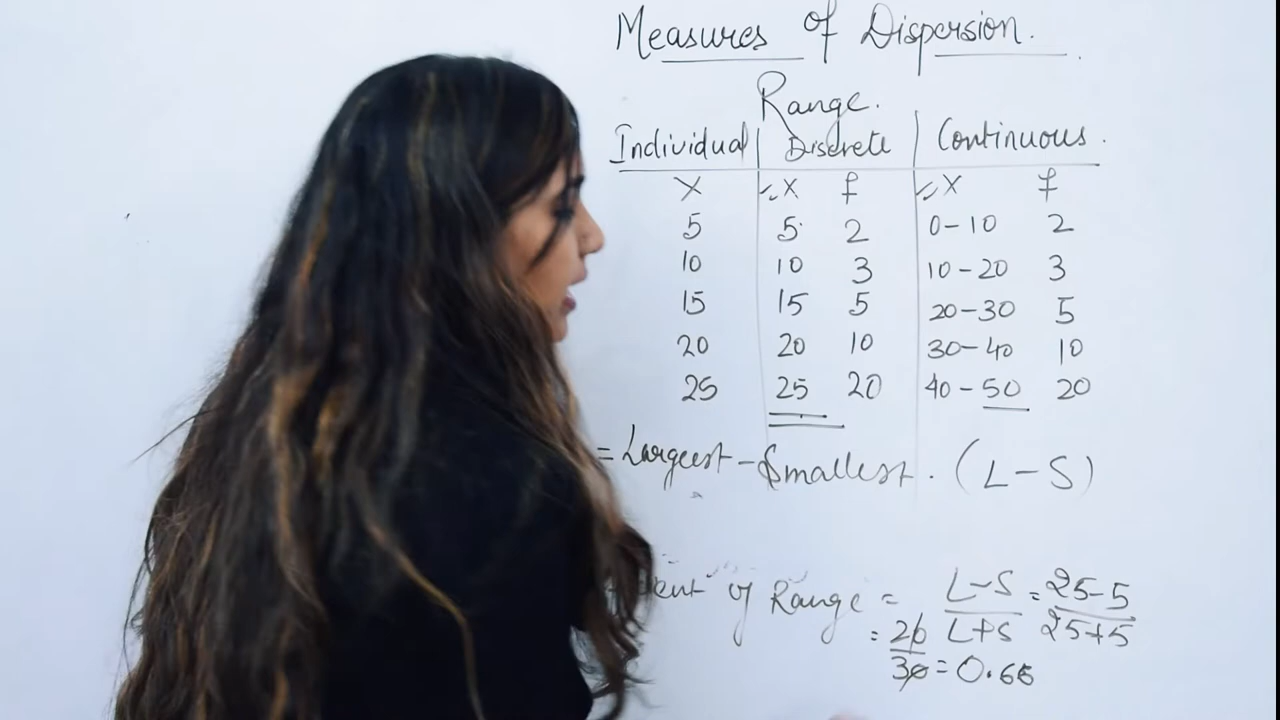 Measures of Dispersion.
Range.
Individual Discrete Continuous.
X X f X f
5 5 2 0-10 2
10 10 3 10-20 3
15 15 5 20-30 5
20 20 10 30-40 10
25 25 20 40-50 20
= Largest - Smallest. (L-S)
of Range = L-S = 25-5
L+S 25+5
= 20
30 = 0.66